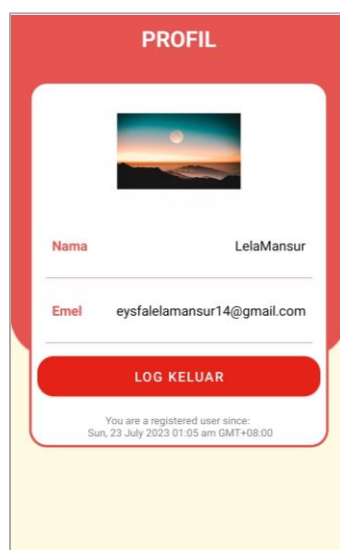 PROFIL
Nama LelaMansur
Emel eysfalelamansur14@gmail.com
LOG KELUAR
You are a registered user since:
Sun, 23 July 2023 01:05 am GMT+08:00